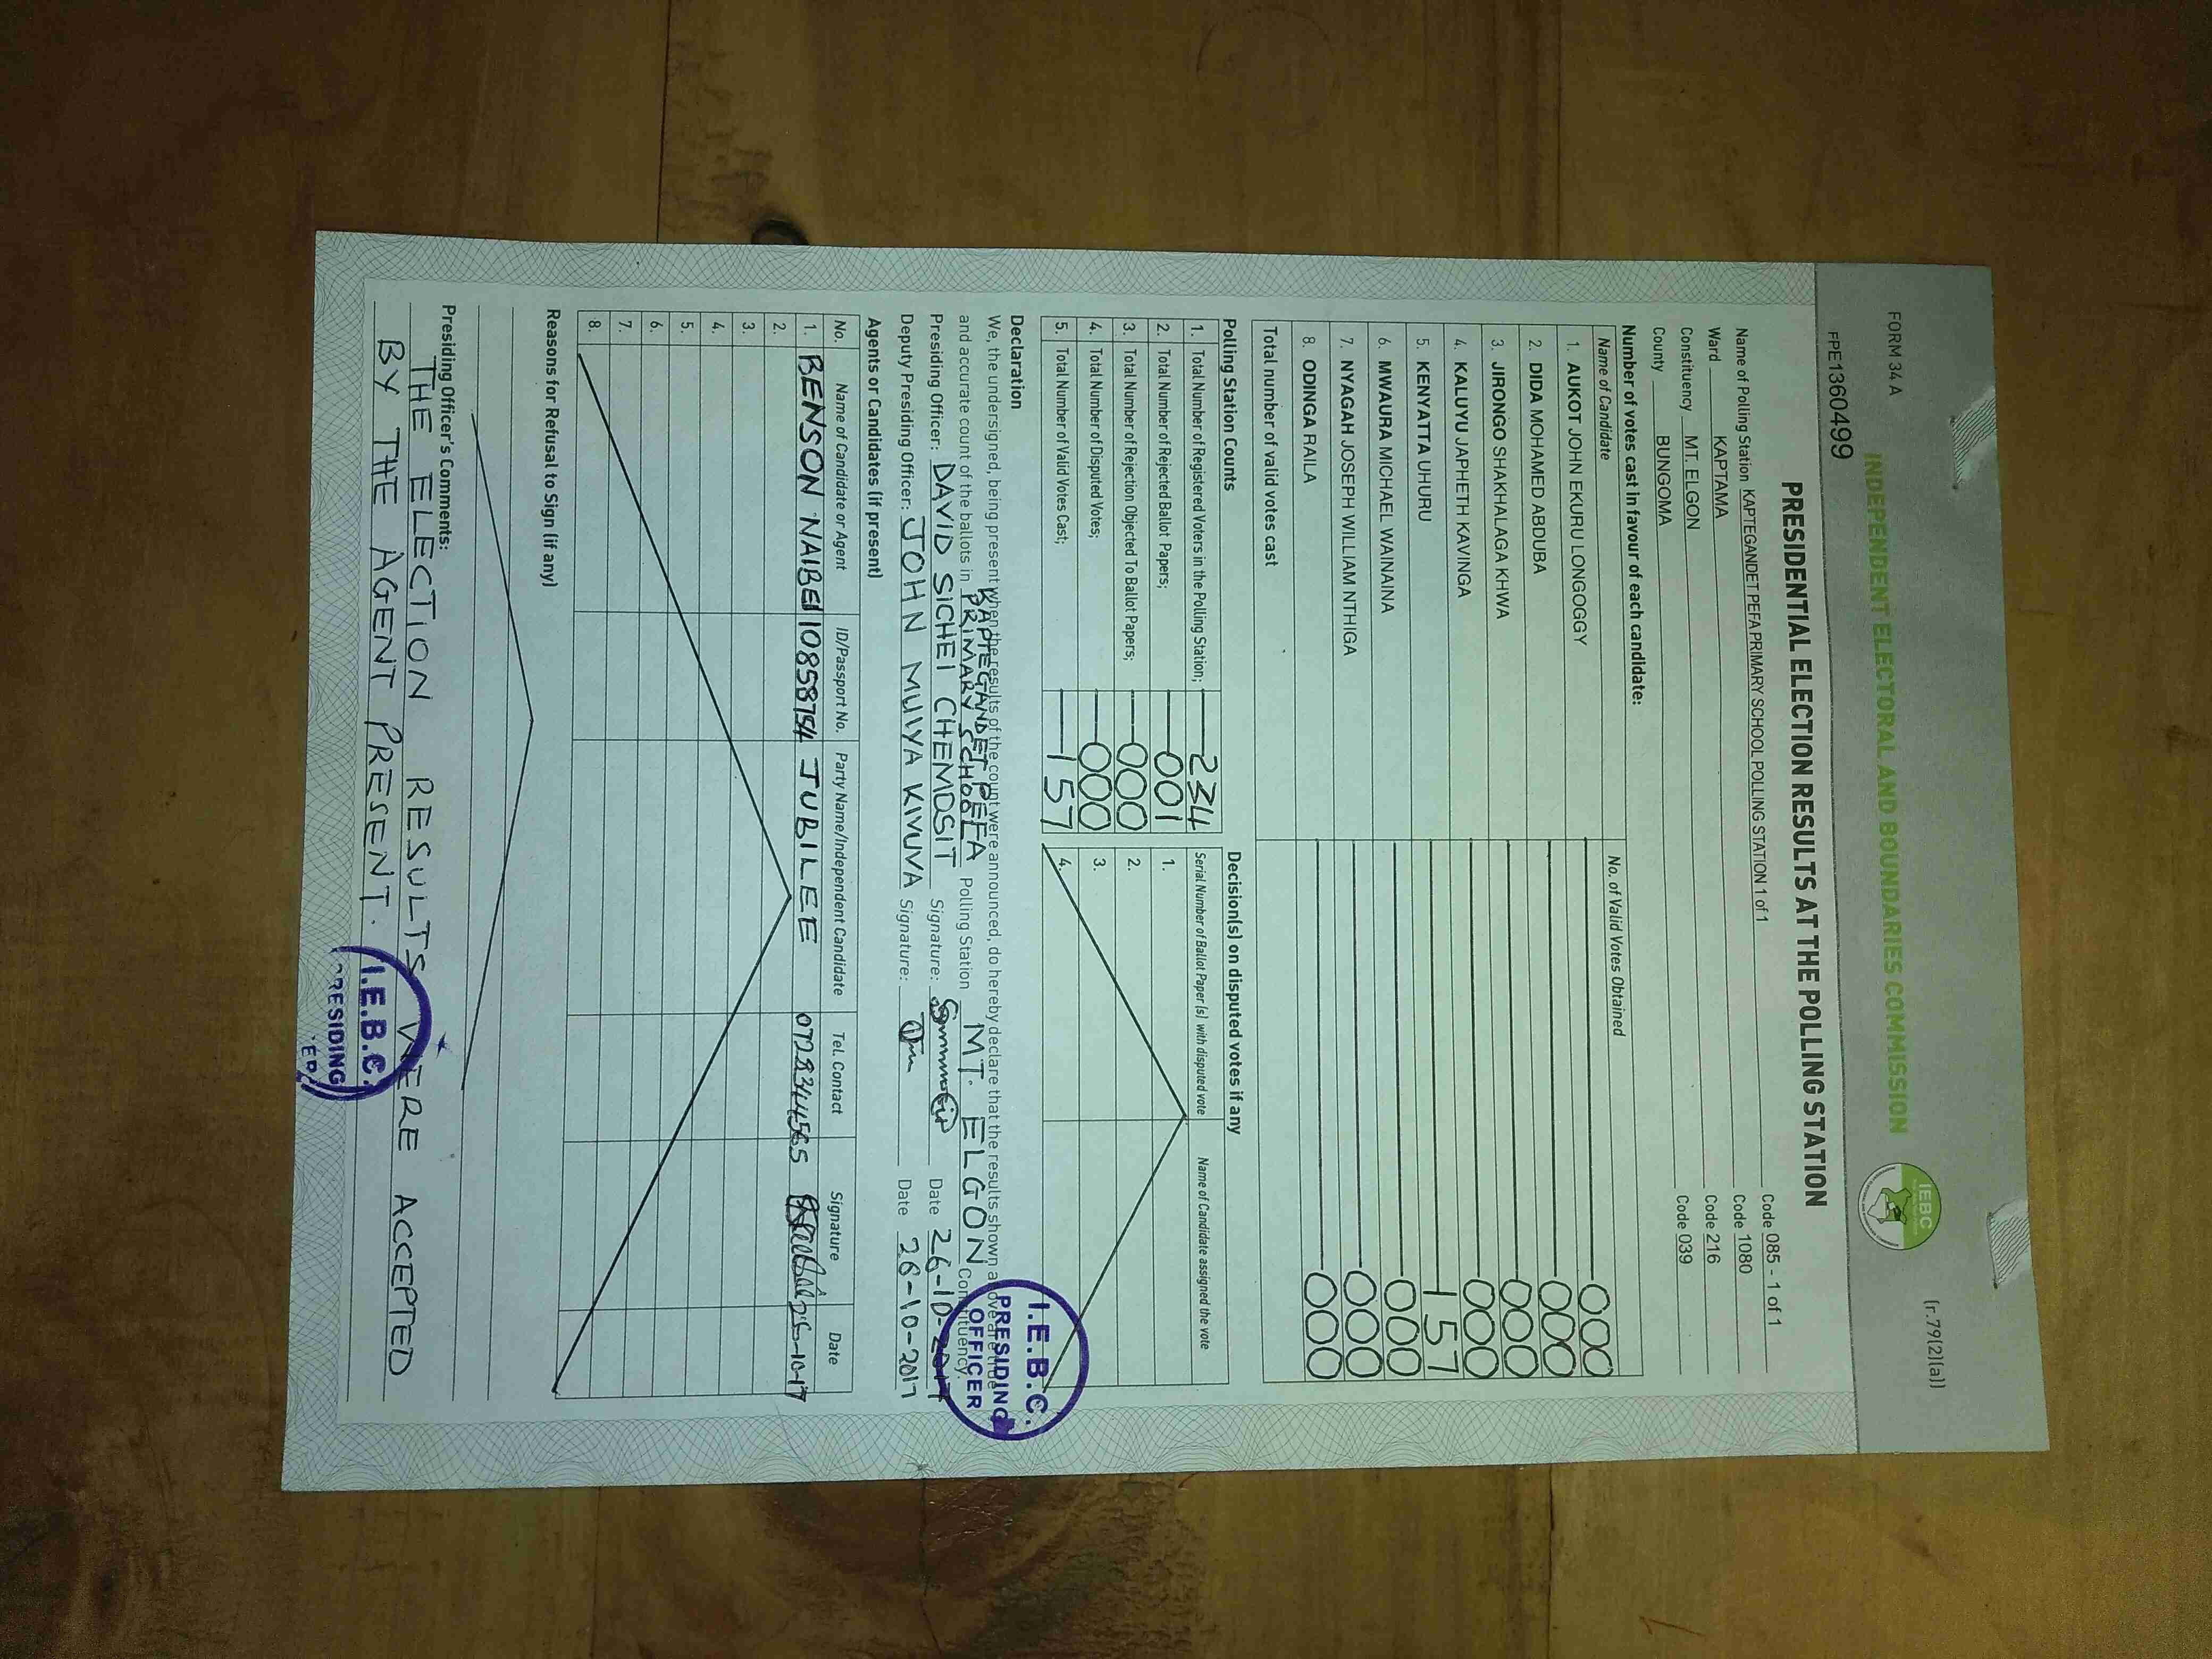 FORM 34 A
INDEPENDENT ELECTORAL AND BOUNDARIES COMMISSION
IEBC
(r.79(2)(a))
FPE1360499
PRESIDENTIAL ELECTION RESULTS AT THE POLLING STATION
Name of Polling Station KAPTEGANDET PEFA PRIMARY SCHOOL POLLING STATION 1 of 1 Code 085 - 1 of 1
Ward KAPTAMA Code 1080
Constituency MT. ELGON Code 216
County BUNGOMA Code 039
Number of votes cast in favour of each candidate:
Name of Candidate No. of Valid Votes Obtained
1. AUKOT JOHN EKURU LONGOGGY 000
2. DIDA MOHAMED ABDUBA 000
3. JIRONGO SHAKHALAGA KHWA 000
4. KALUYU JAPHETH KAVINGA 000
5. KENYATTA UHURU 157
6. MWAURA MICHAEL WAINAINA 000
7. NYAGAH JOSEPH WILLIAM NTHIGA 000
8. ODINGA RAILA 000
Total number of valid votes cast
Polling Station Counts Decision(s) on disputed votes if any
1. Total Number of Registered Voters in the Polling Station; 234 Serial Number of Ballot Paper(s) with disputed vote Name of Candidate assigned the vote
2. Total Number of Rejected Ballot Papers; 001 1.
3. Total Number of Rejection Objected To Ballot Papers; 000 2.
4. Total Number of Disputed Votes; 000 3.
5. Total Number of Valid Votes Cast; 157 4.
Declaration
We, the undersigned, being present when the results of the count were announced, do hereby declare that the results shown above are true
and accurate count of the ballots in KAPTEGANDET PEFA PRIMARY SCHOOL Polling Station MT. ELGON Constituency.
Presiding Officer: DAVID SICHEI CHEMOSIT Signature: Date 26-10-2017
Deputy Presiding Officer: JOHN MUIYA KIVUVA Signature: Date 26-10-2017
I.E.B.C.
PRESIDING
OFFICER
Agents or Candidates (if present)
No. Name of Candidate or Agent ID/Passport No. Party Name/Independent Candidate Tel. Contact Signature Date
1. BENSON NAIBEI 10858754 JUBILEE 0728344565 26-10-17
2.
3.
4.
5.
6.
7.
8.
Reasons for Refusal to Sign (if any)
Presiding Officer's Comments:
THE ELECTION RESULTS WERE ACCEPTED
BY THE AGENT PRESENT.
I.E.B.C.
PRESIDING